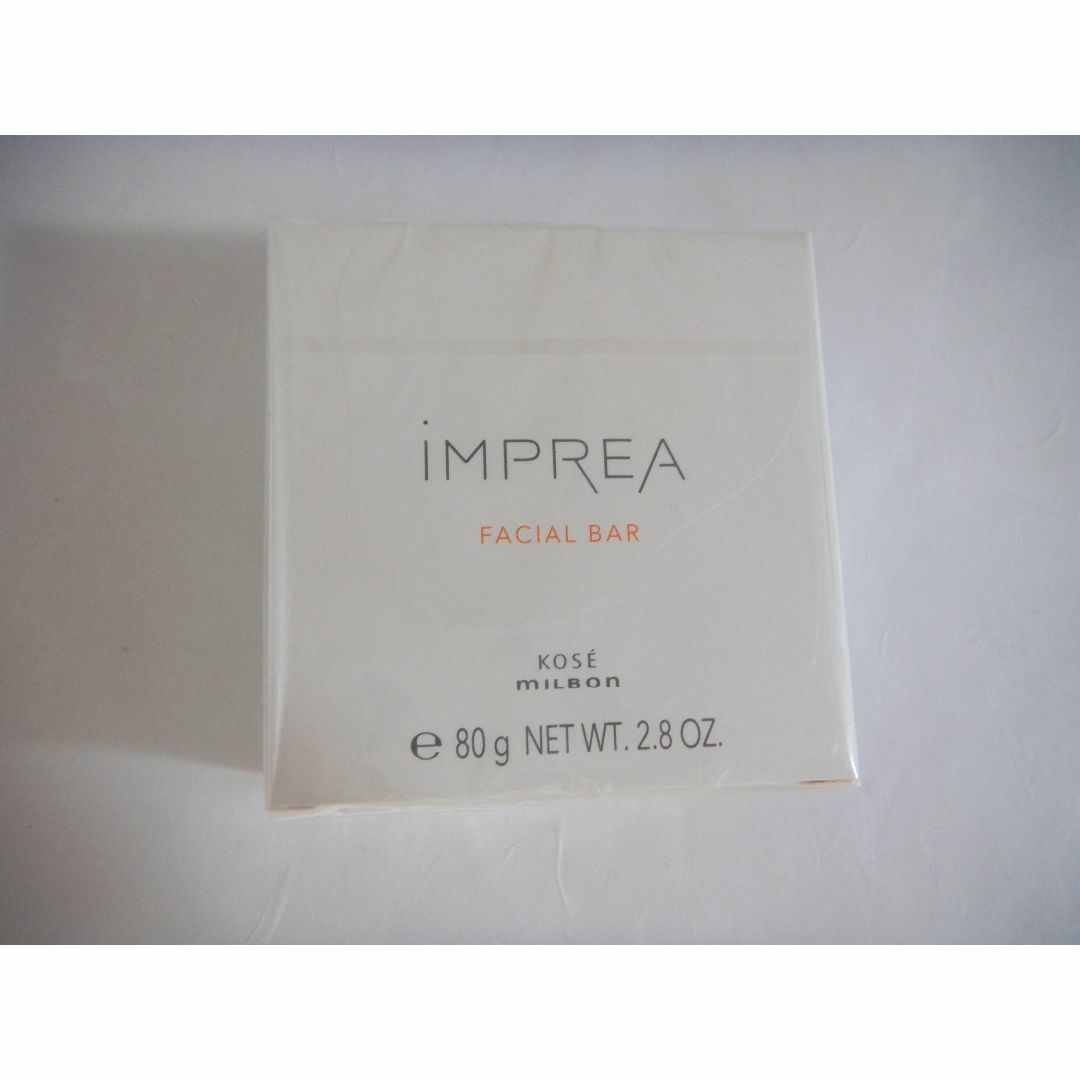 iMPREA
FACIAL BAR
KOSÉ
mILBon
℮ 80 g NET WT. 2.8 OZ.